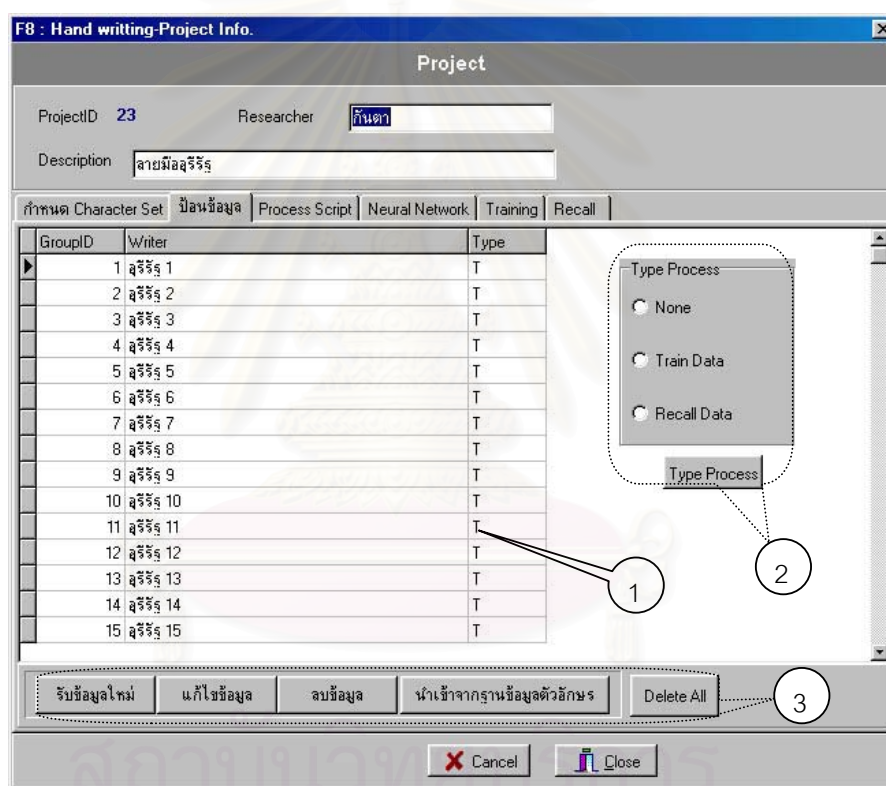 F8 : Hand writting-Project Info.
Project
ProjectID 23 Researcher กันตา
Description ลายมืออุรีรัฐ
กำหนด Character Set ป้อนข้อมูล Process Script Neural Network Training Recall
GroupID Writer Type
1 อุรีรัฐ 1 T
2 อุรีรัฐ 2 T
3 อุรีรัฐ 3 T
4 อุรีรัฐ 4 T
5 อุรีรัฐ 5 T
6 อุรีรัฐ 6 T
7 อุรีรัฐ 7 T
8 อุรีรัฐ 8 T
9 อุรีรัฐ 9 T
10 อุรีรัฐ 10 T
11 อุรีรัฐ 11 T
12 อุรีรัฐ 12 T
13 อุรีรัฐ 13 T
14 อุรีรัฐ 14 T
15 อุรีรัฐ 15 T
Type Process
None
Train Data
Recall Data
Type Process
1
2
รับข้อมูลใหม่ แก้ไขข้อมูล ลบข้อมูล นำเข้าจากฐานข้อมูลตัวอักษร Delete All 3
Cancel Close